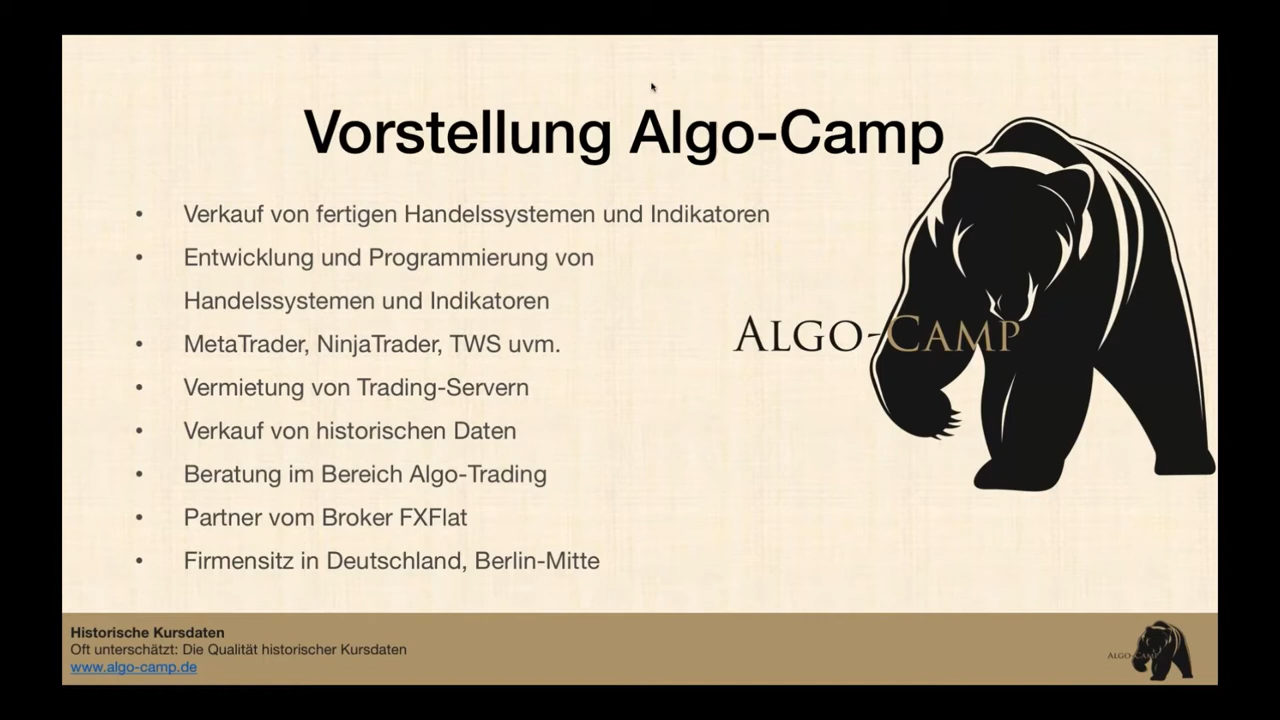 Vorstellung Algo-Camp
• Verkauf von fertigen Handelssystemen und Indikatoren
• Entwicklung und Programmierung von
Handelssystemen und Indikatoren
• MetaTrader, NinjaTrader, TWS uvm.
• Vermietung von Trading-Servern
• Verkauf von historischen Daten
• Beratung im Bereich Algo-Trading
• Partner vom Broker FXFlat
• Firmensitz in Deutschland, Berlin-Mitte
ALGO-CAMP
Historische Kursdaten
Oft unterschätzt: Die Qualität historischer Kursdaten
www.algo-camp.de
ALGO-CAMP